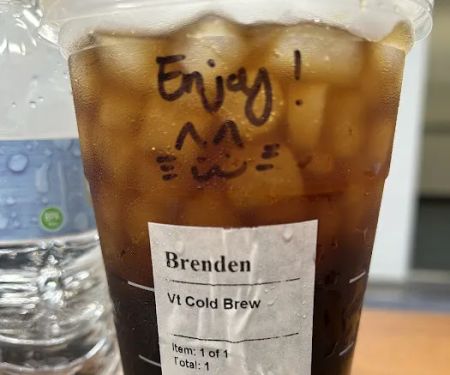 Enjoy !
Brenden
Vt Cold Brew
Item: 1 of 1
Total: 1